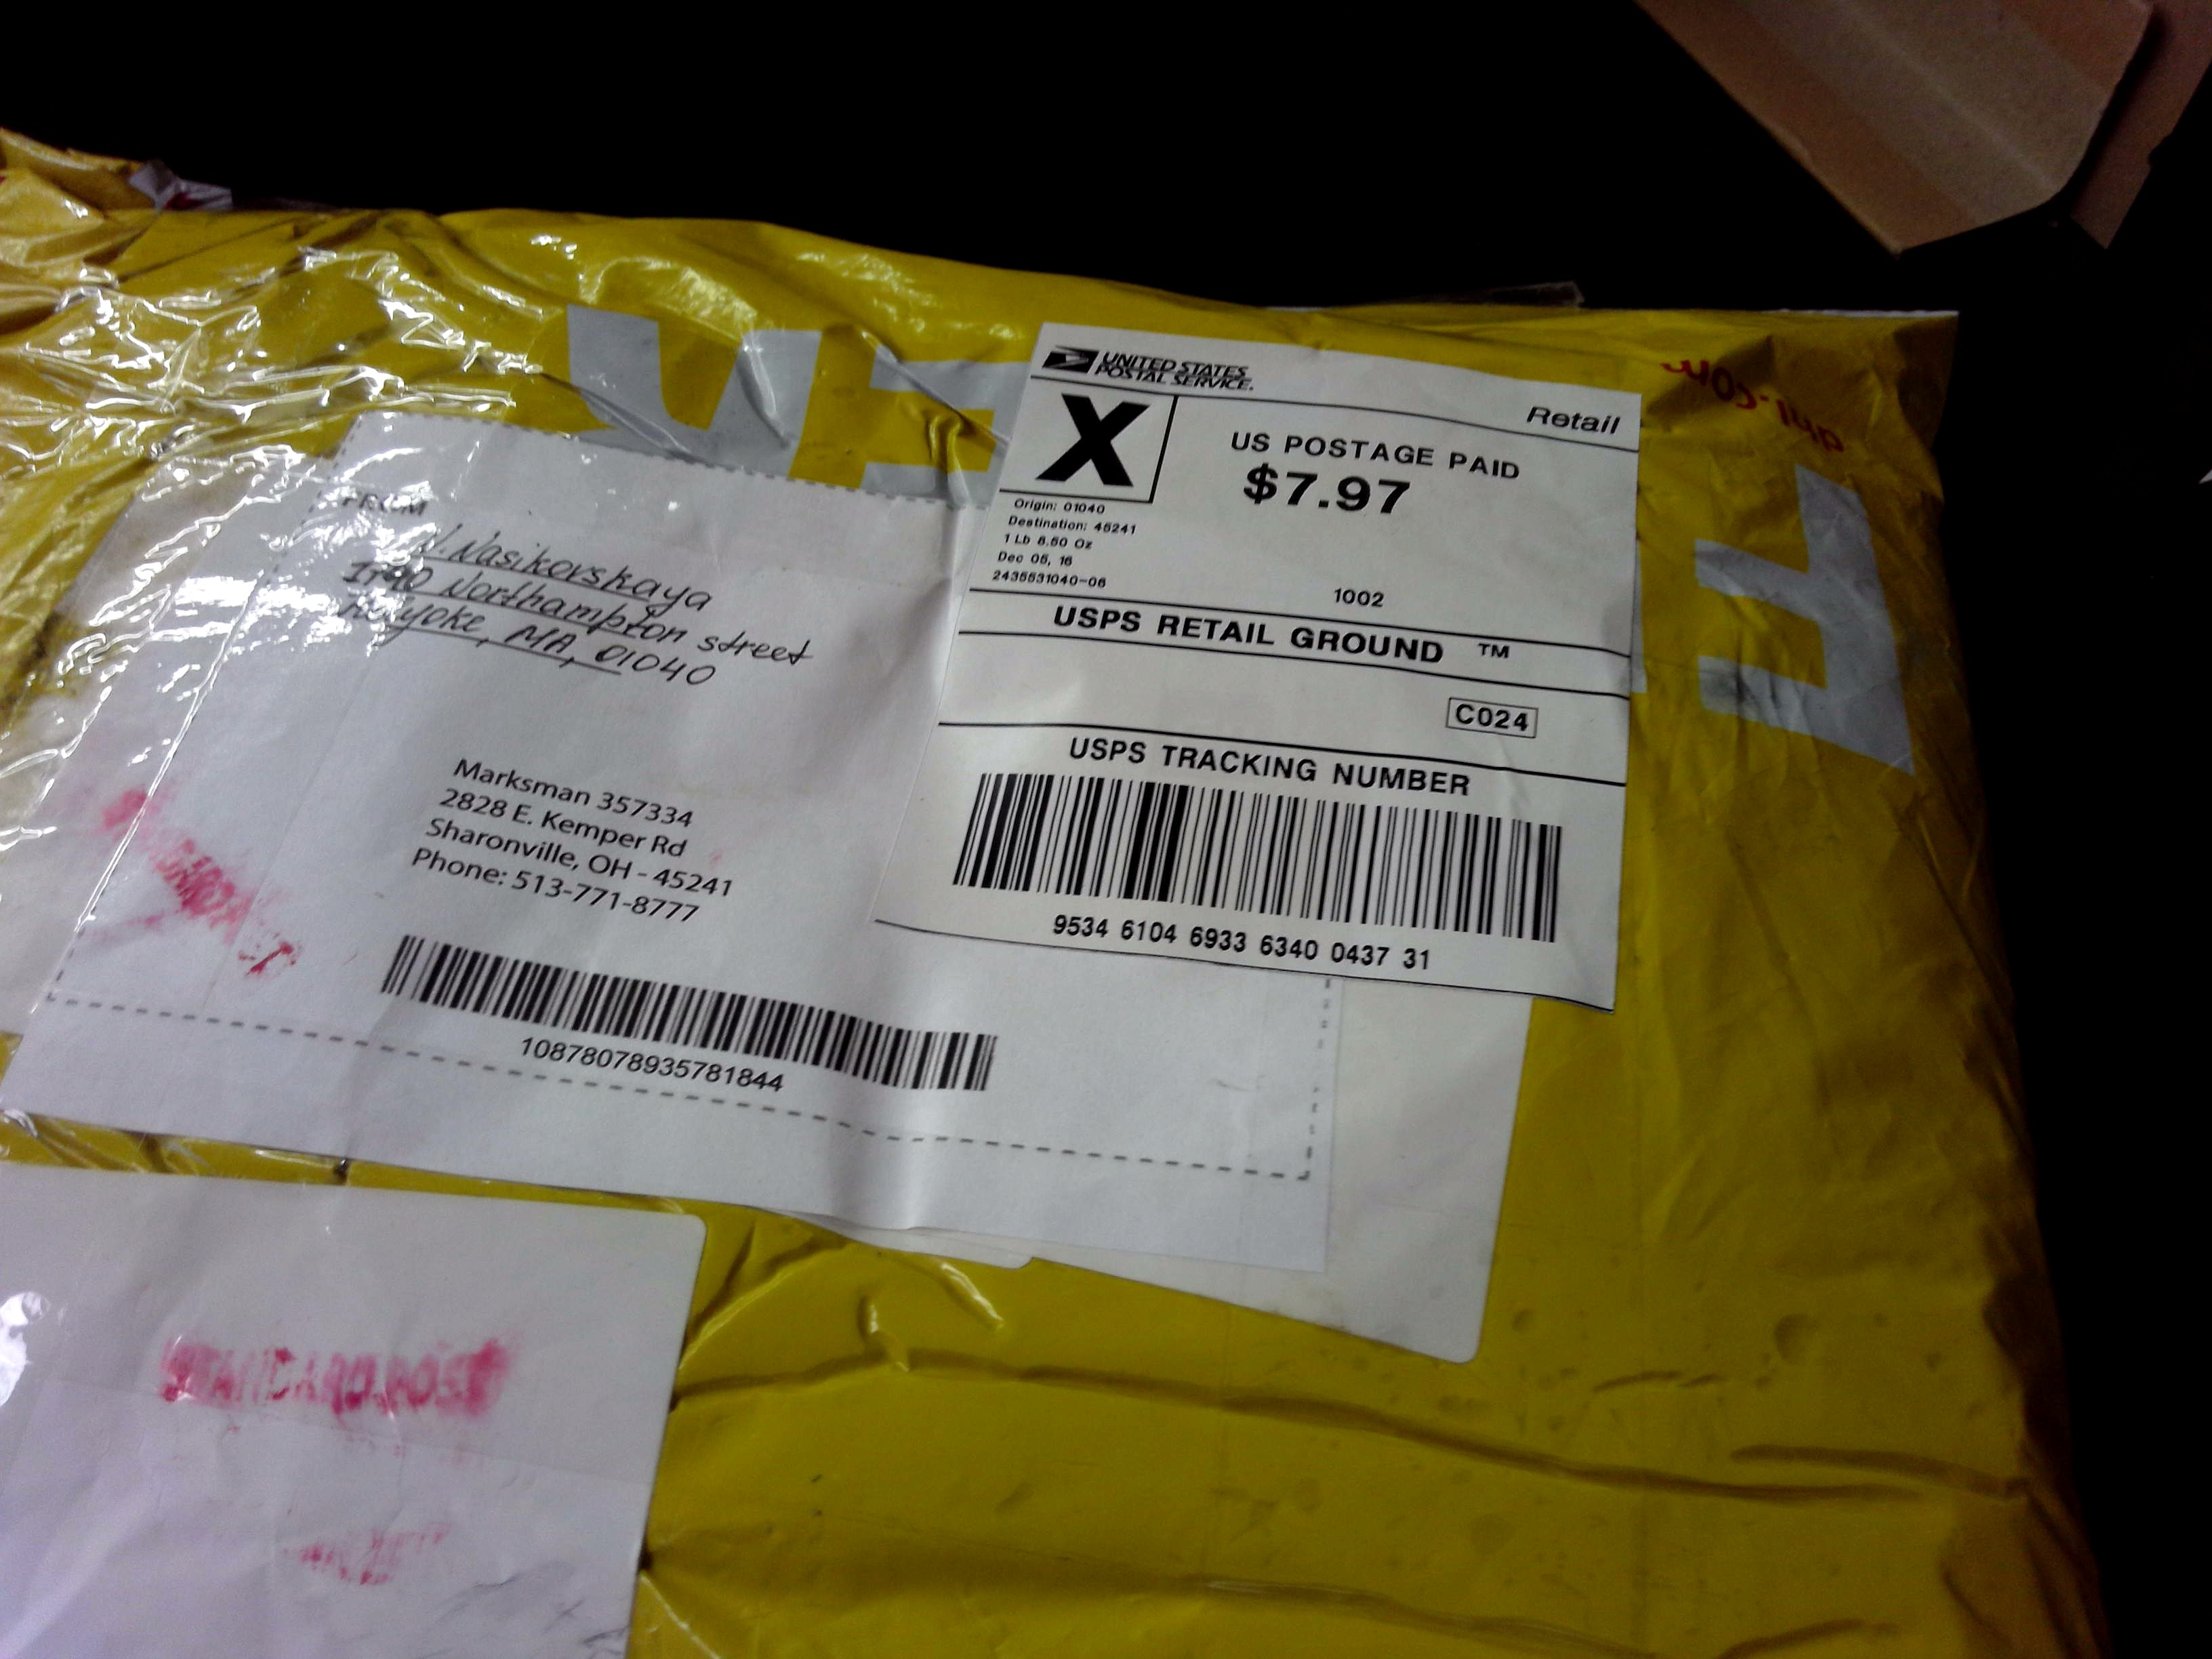 UNITED STATES
POSTAL SERVICE.
Retail
X
US POSTAGE PAID
$7.97
Origin: 01040
Destination: 45241
1 Lb 8.50 Oz
Dec 05, 16
2435531040-06
1002
USPS RETAIL GROUND ™
C024
USPS TRACKING NUMBER
9534 6104 6933 6340 0437 31
FROM
N. Nasikovskaya
Northampton street
Holyoke, MA, 01040
Marksman 357334
2828 E. Kemper Rd
Sharonville, OH - 45241
Phone: 513-771-8777
10878078935781844